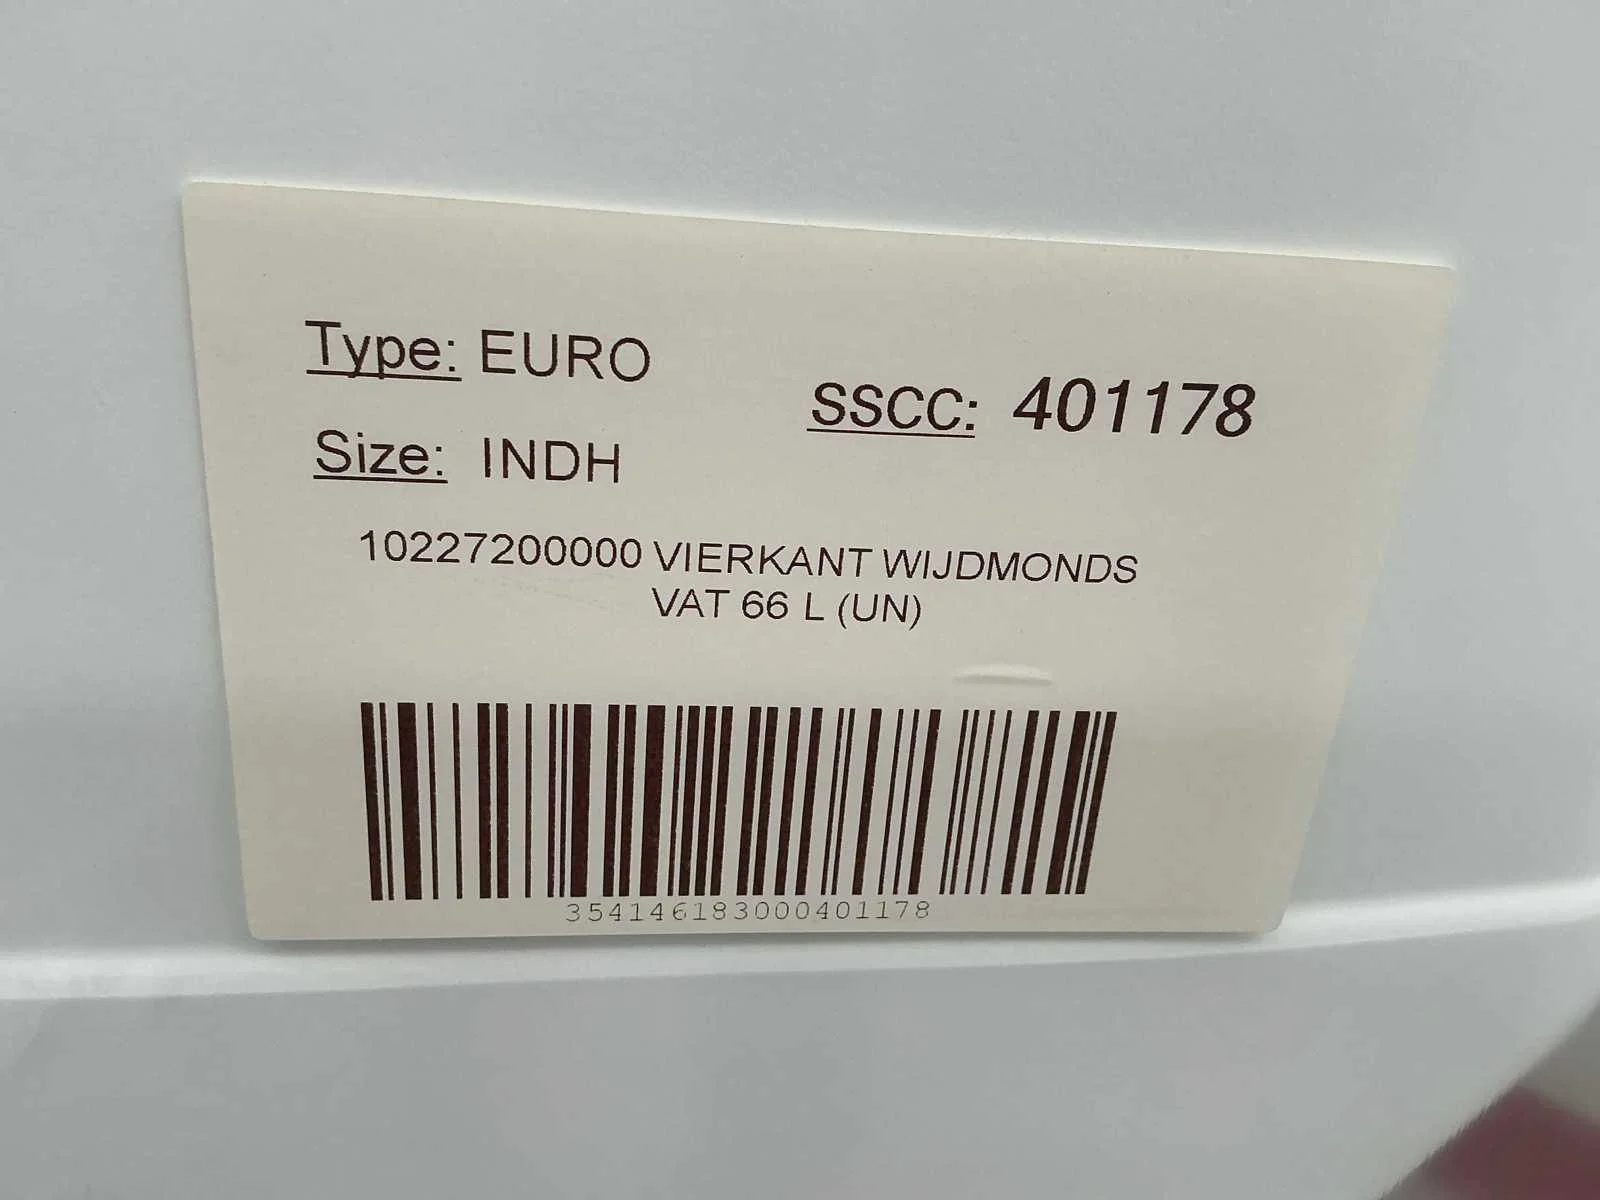 Type: EURO
SSCC: 401178
Size: INDH
10227200000 VIERKANT WIJDMONDS
VAT 66 L (UN)
354146183000401178